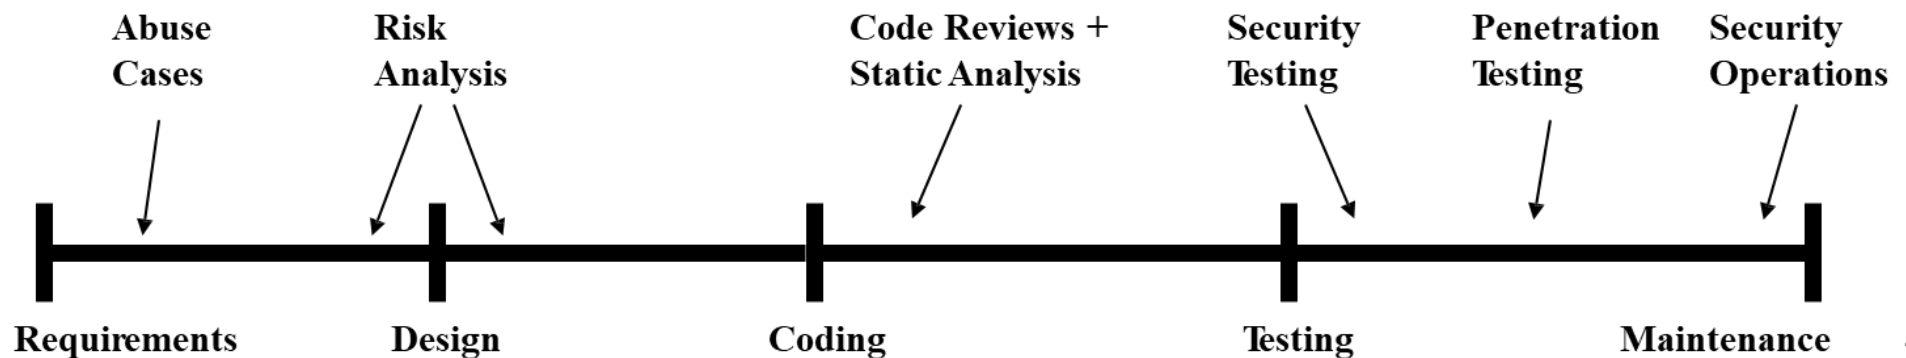 Abuse
Cases
Risk
Analysis
Code Reviews +
Static Analysis
Security
Testing
Penetration
Testing
Security
Operations
Requirements
Design
Coding
Testing
Maintenance